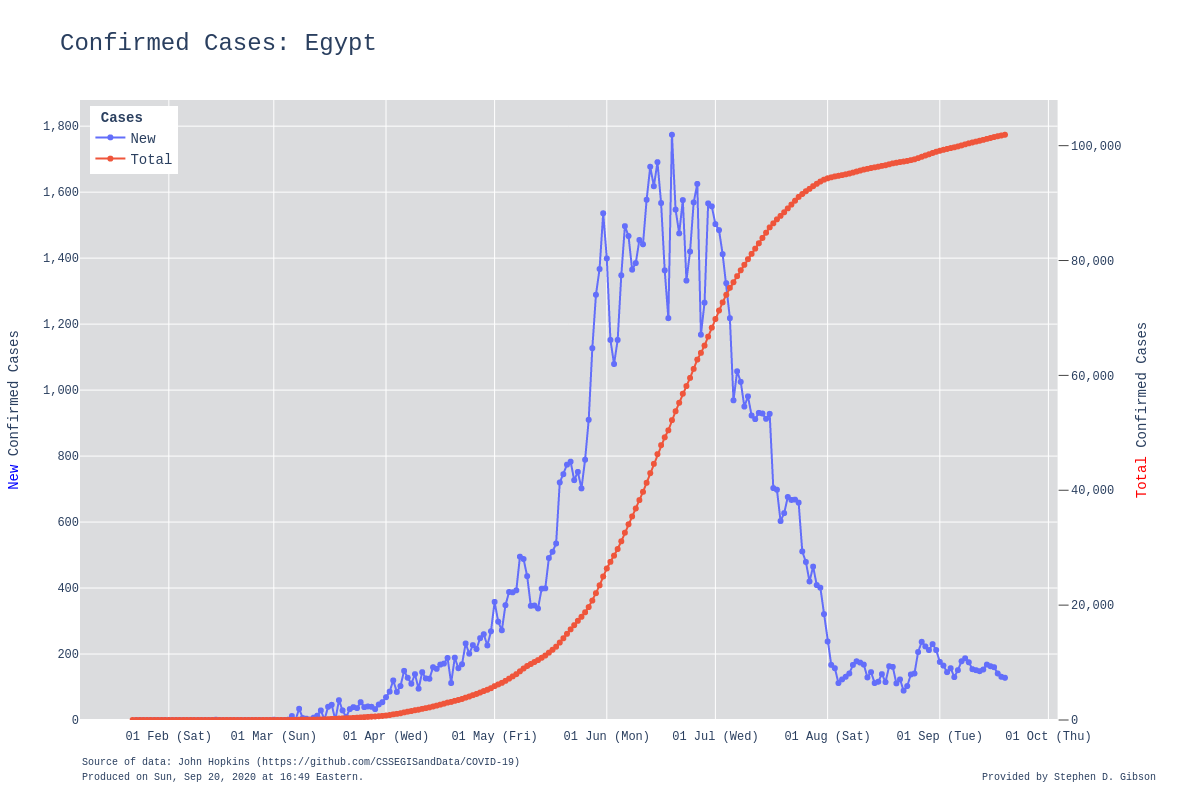 Confirmed Cases: Egypt
Cases
New
Total
1,800
1,600
1,400
1,200
1,000
800
600
400
200
0
New Confirmed Cases
100,000
80,000
60,000
40,000
20,000
0
Total Confirmed Cases
01 Feb (Sat)
01 Mar (Sun)
01 Apr (Wed)
01 May (Fri)
01 Jun (Mon)
01 Jul (Wed)
01 Aug (Sat)
01 Sep (Tue)
01 Oct (Thu)
Source of data: John Hopkins (https://github.com/CSSEGISandData/COVID-19)
Produced on Sun, Sep 20, 2020 at 16:49 Eastern.
Provided by Stephen D. Gibson